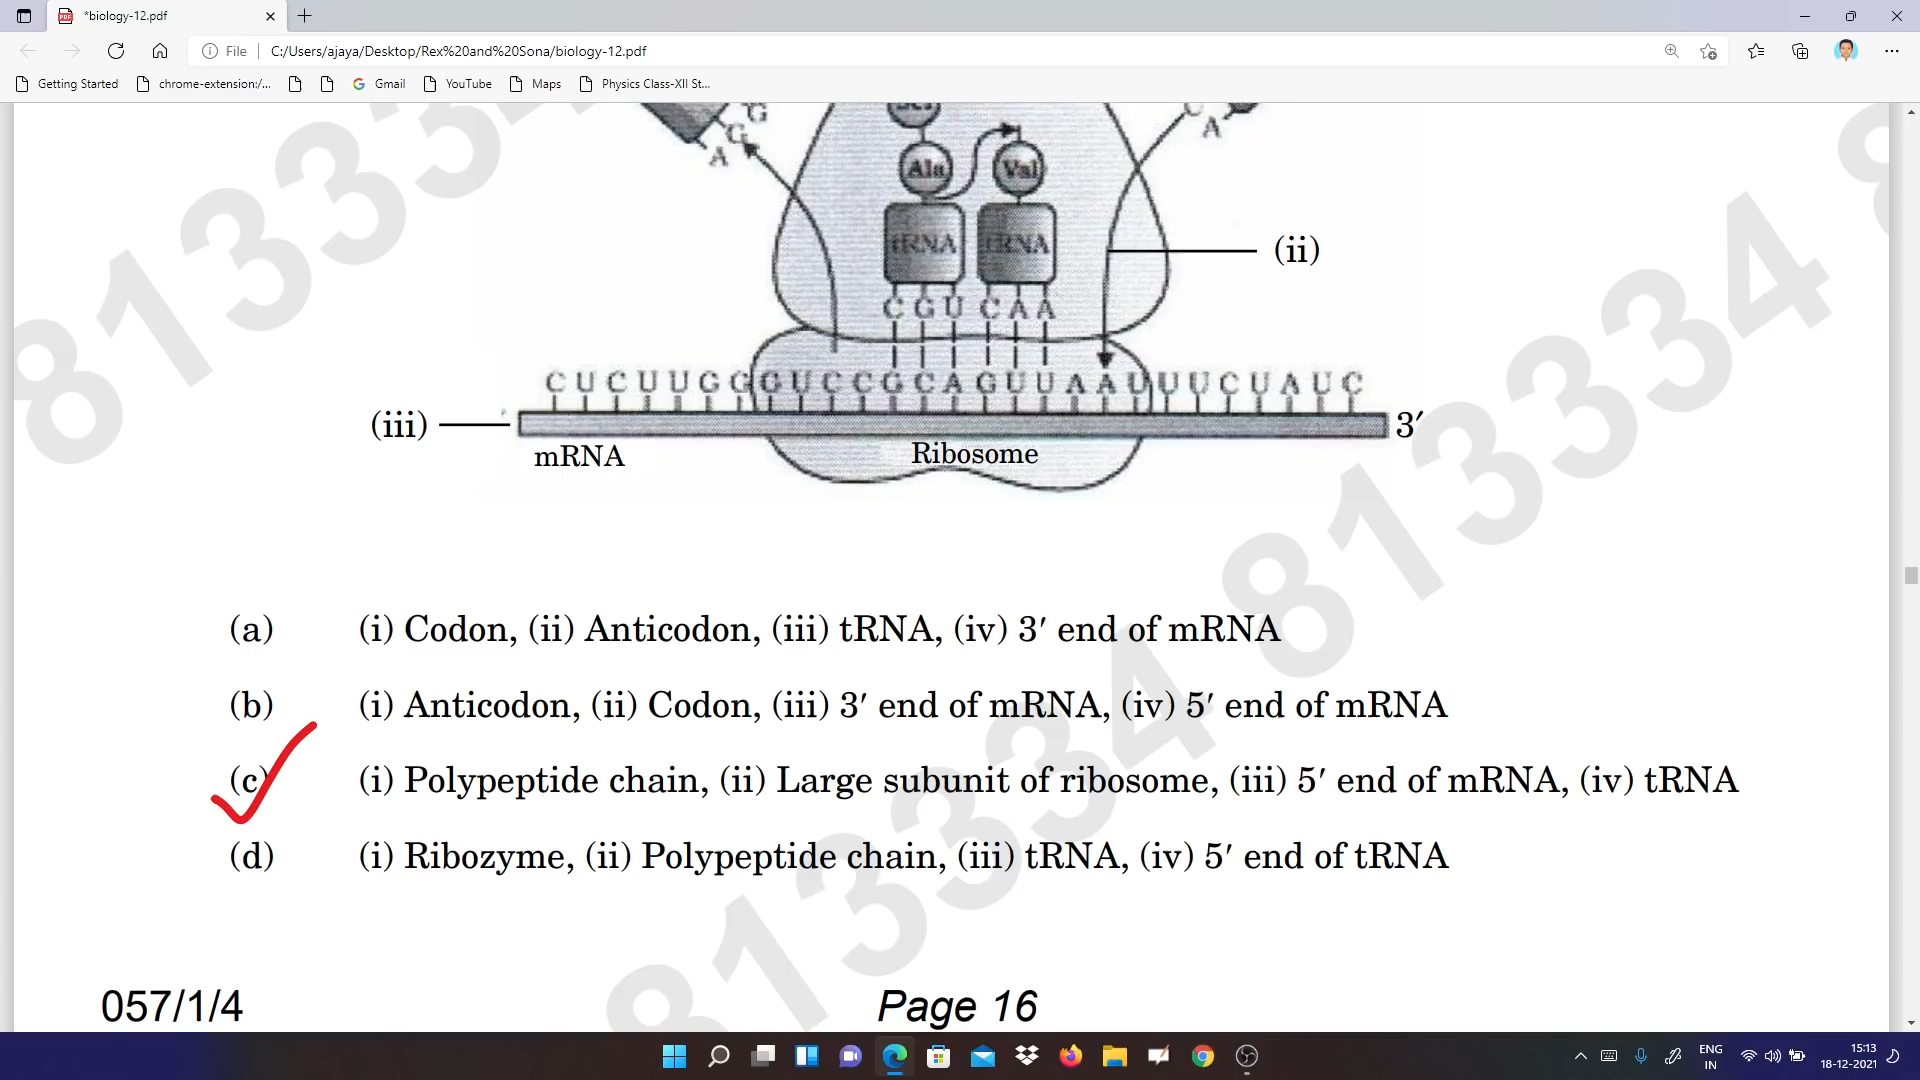 *biology-12.pdf
File
C:/Users/ajaya/Desktop/Rex%20and%20Sona/biology-12.pdf
Getting Started
chrome-extension:/...
Gmail
YouTube
Maps
Physics Class-XII St...
G
G
A
C
A
Ala
Val
tRNA
tRNA
(ii)
C G U C A A
C U C U U G G G U C C G C A G U U A A U U U C U A U C
(iii)
3′
mRNA
Ribosome
(a) (i) Codon, (ii) Anticodon, (iii) tRNA, (iv) 3′ end of mRNA
(b) (i) Anticodon, (ii) Codon, (iii) 3′ end of mRNA, (iv) 5′ end of mRNA
(c) (i) Polypeptide chain, (ii) Large subunit of ribosome, (iii) 5′ end of mRNA, (iv) tRNA
(d) (i) Ribozyme, (ii) Polypeptide chain, (iii) tRNA, (iv) 5′ end of tRNA
81334
81334 81334
81334
057/1/4
Page 16
ENG
IN
15:13
18-12-2021